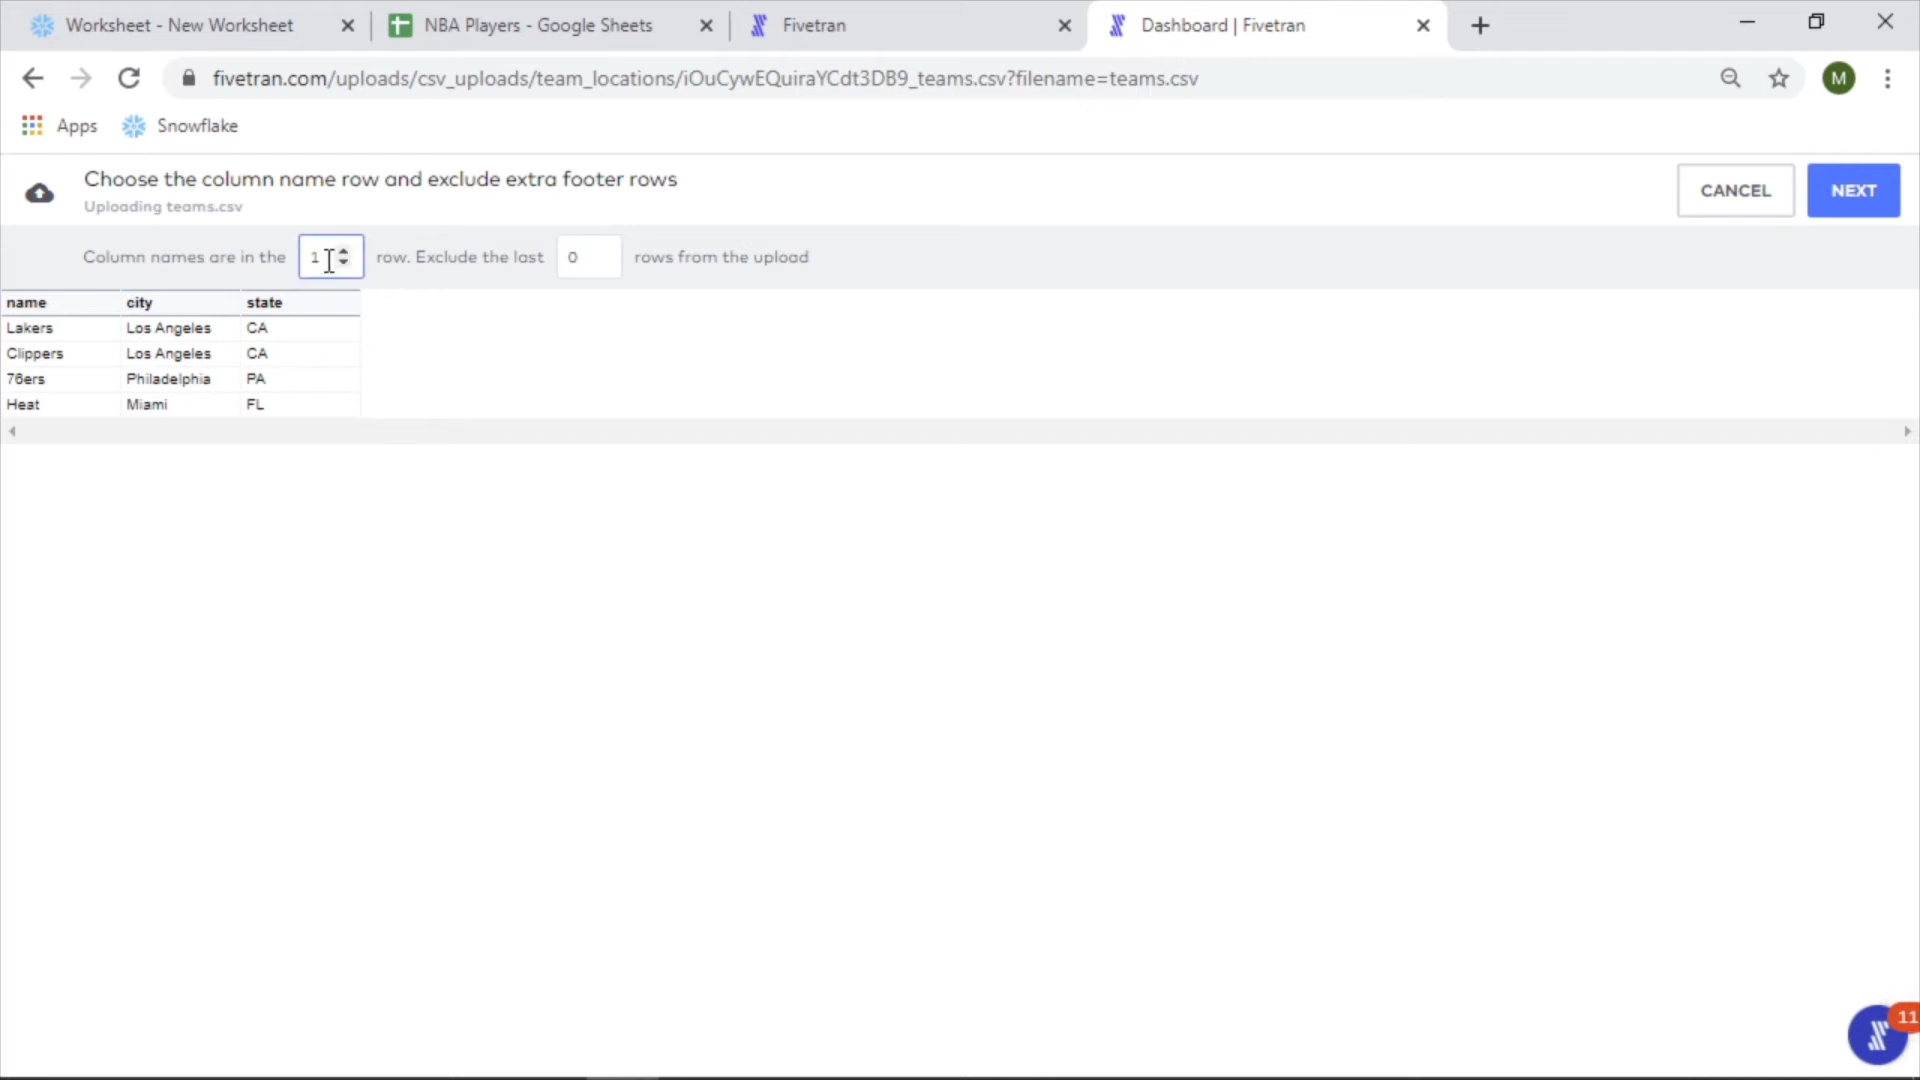 Worksheet - New Worksheet
NBA Players - Google Sheets
Fivetran
Dashboard | Fivetran
fivetran.com/uploads/csv_uploads/team_locations/iOuCywEQuiraYCdt3DB9_teams.csv?filename=teams.csv
M
Apps
Snowflake
Choose the column name row and exclude extra footer rows
Uploading teams.csv
CANCEL
NEXT
Column names are in the 1 row. Exclude the last 0 rows from the upload
name city state
Lakers Los Angeles CA
Clippers Los Angeles CA
76ers Philadelphia PA
Heat Miami FL
11